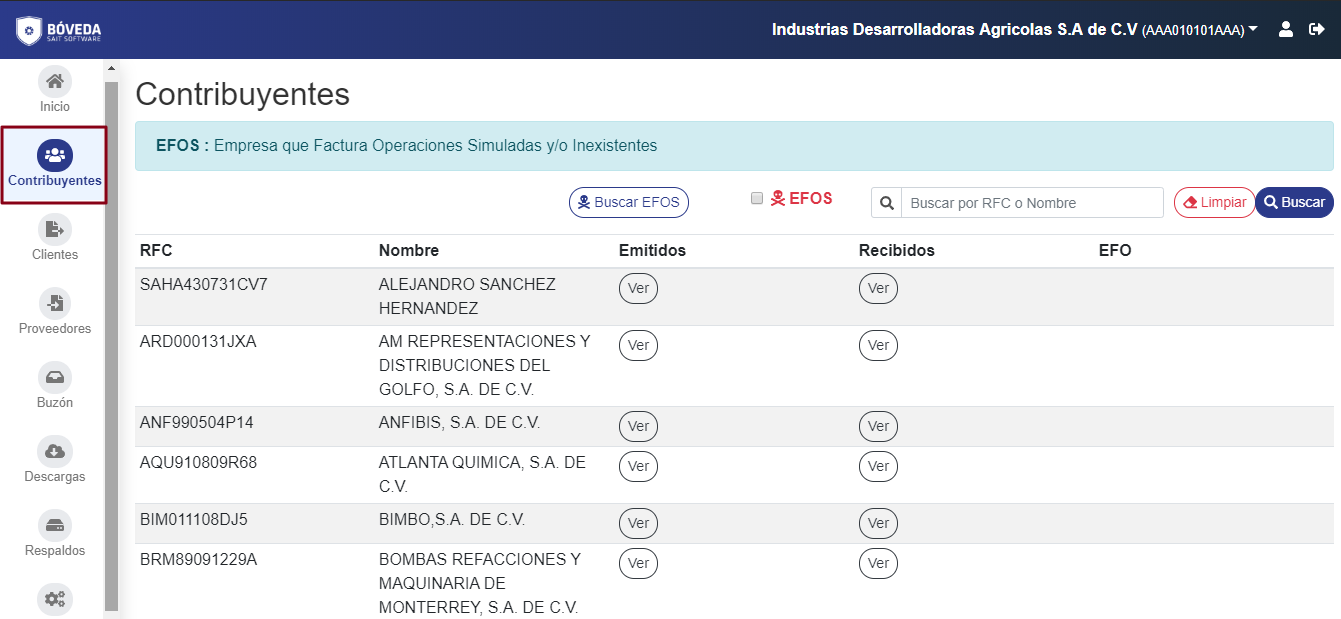 BÓVEDA
SAIT SOFTWARE
Industrias Desarrolladoras Agricolas S.A de C.V (AAA010101AAA)
Inicio
Contribuyentes
Clientes
Proveedores
Buzón
Descargas
Respaldos
Contribuyentes
EFOS : Empresa que Factura Operaciones Simuladas y/o Inexistentes
Buscar EFOS
EFOS
Buscar por RFC o Nombre
Limpiar
Buscar
RFC Nombre Emitidos Recibidos EFO
SAHA430731CV7 ALEJANDRO SANCHEZ Ver Ver
HERNANDEZ
ARD000131JXA AM REPRESENTACIONES Y Ver Ver
DISTRIBUCIONES DEL
GOLFO, S.A. DE C.V.
ANF990504P14 ANFIBIS, S.A. DE C.V. Ver Ver
AQU910809R68 ATLANTA QUIMICA, S.A. DE Ver Ver
C.V.
BIM011108DJ5 BIMBO,S.A. DE C.V. Ver Ver
BRM89091229A BOMBAS REFACCIONES Y Ver Ver
MAQUINARIA DE
MONTERREY, S.A. DE C.V.